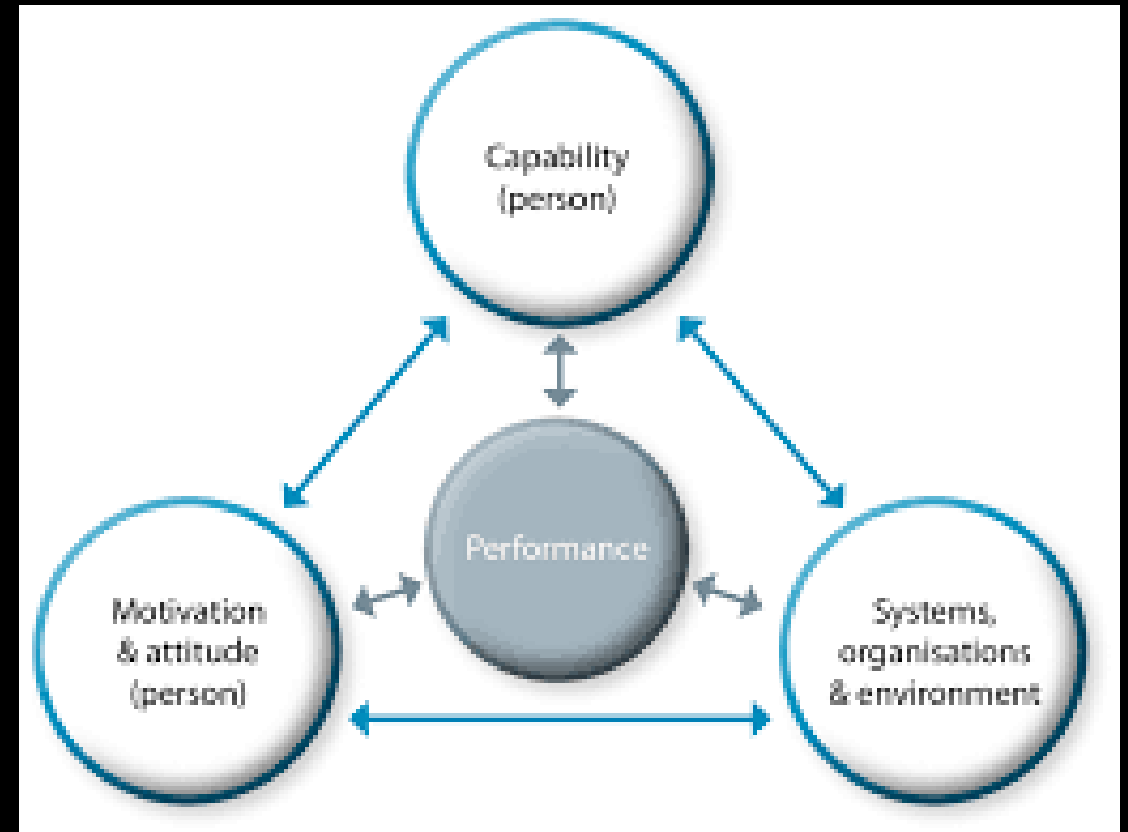 Capability
(person)
Performance
Motivation
& attitude
(person)
Systems,
organisations
& environment